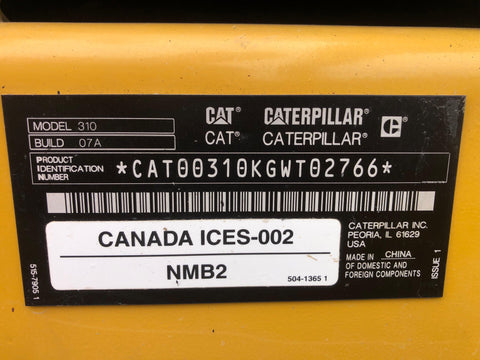 MODEL 310
BUILD 07A
CAT® CATERPILLAR®
CAT® CATERPILLAR® C
PRODUCT
IDENTIFICATION
NUMBER
*CAT00310KGWT02766*
CANADA ICES-002
NMB2
504-1365 1
CATERPILLAR INC.
PEORIA, IL 61629
USA
MADE IN CHINA
OF DOMESTIC AND
FOREIGN COMPONENTS
515-7905 1
ISSUE 1